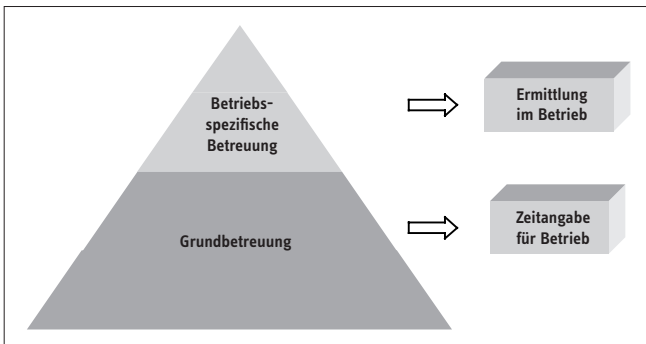 Betriebs-
spezifische
Betreuung
Ermittlung
im Betrieb
Grundbetreuung
Zeitangabe
für Betrieb